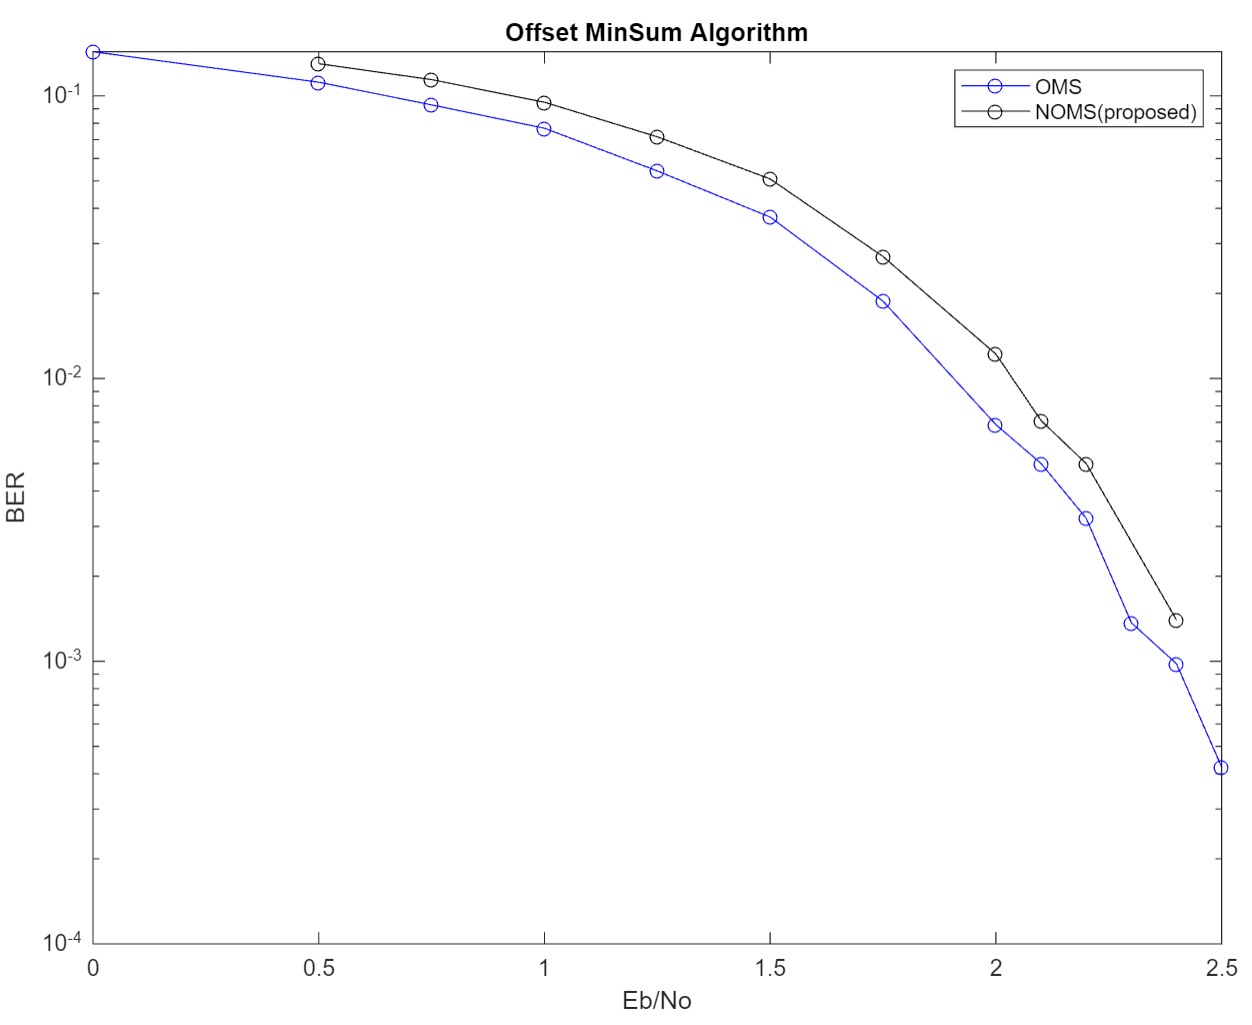 Offset MinSum Algorithm
OMS
NOMS(proposed)
10-1
10-2
10-3
10-4
BER
0 0.5 1 1.5 2 2.5
Eb/No